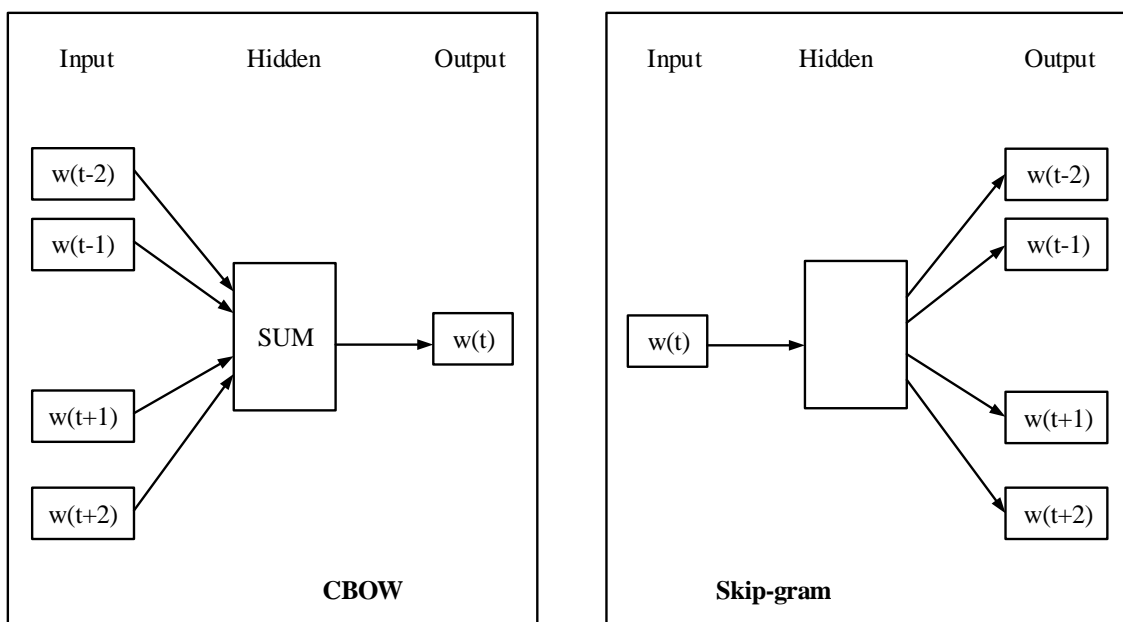 Input Hidden Output
w(t-2)
w(t-1)
SUM
w(t)
w(t+1)
w(t+2)
CBOW
Input Hidden Output
w(t-2)
w(t-1)
w(t)
w(t+1)
w(t+2)
Skip-gram